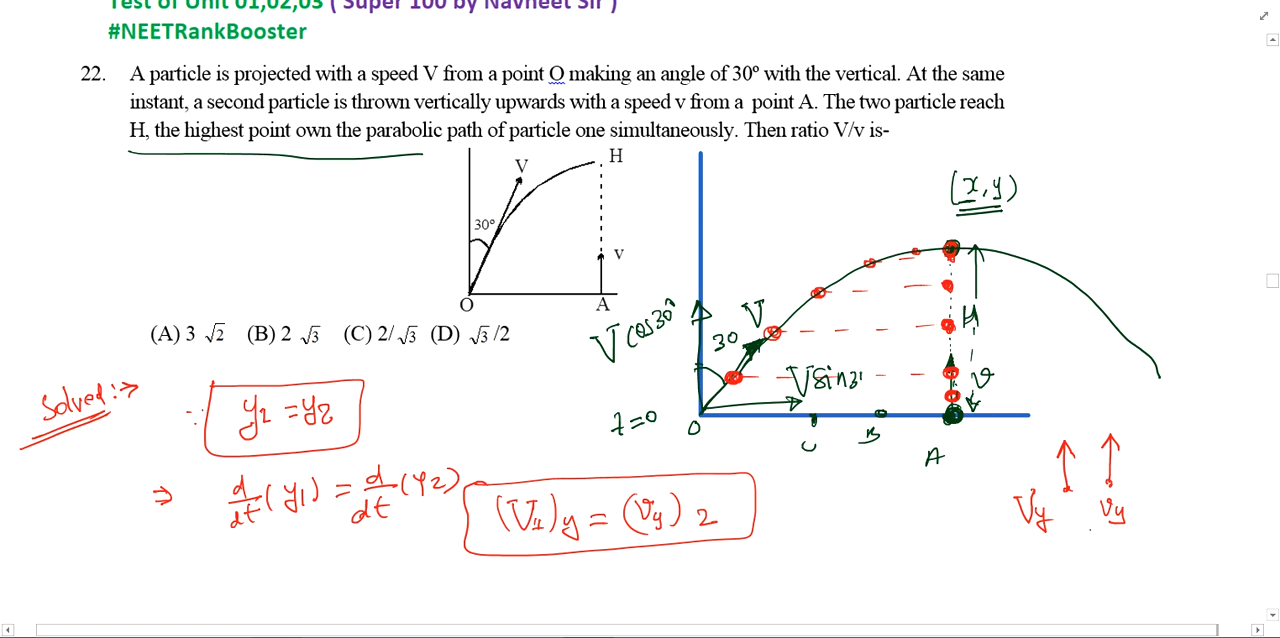 Test of Unit 01,02,03 ( Super 100 by Navneet Sir )
#NEETRankBooster
22. A particle is projected with a speed V from a point O making an angle of 30º with the vertical. At the same
instant, a second particle is thrown vertically upwards with a speed v from a point A. The two particle reach
H, the highest point own the parabolic path of particle one simultaneously. Then ratio V/v is-
V
H
30°
v
O
A
(x,y)
V cos30°
30
V
H
V sin3
v
t=0
O
C
B
A
(A) 3 √2 (B) 2 √3 (C) 2/√3 (D) √3/2
Solved :→
∵ y1 = y2
⇒ d/dt (y1) = d/dt (y2)
(V1)y = (vy) 2
Vy
vy